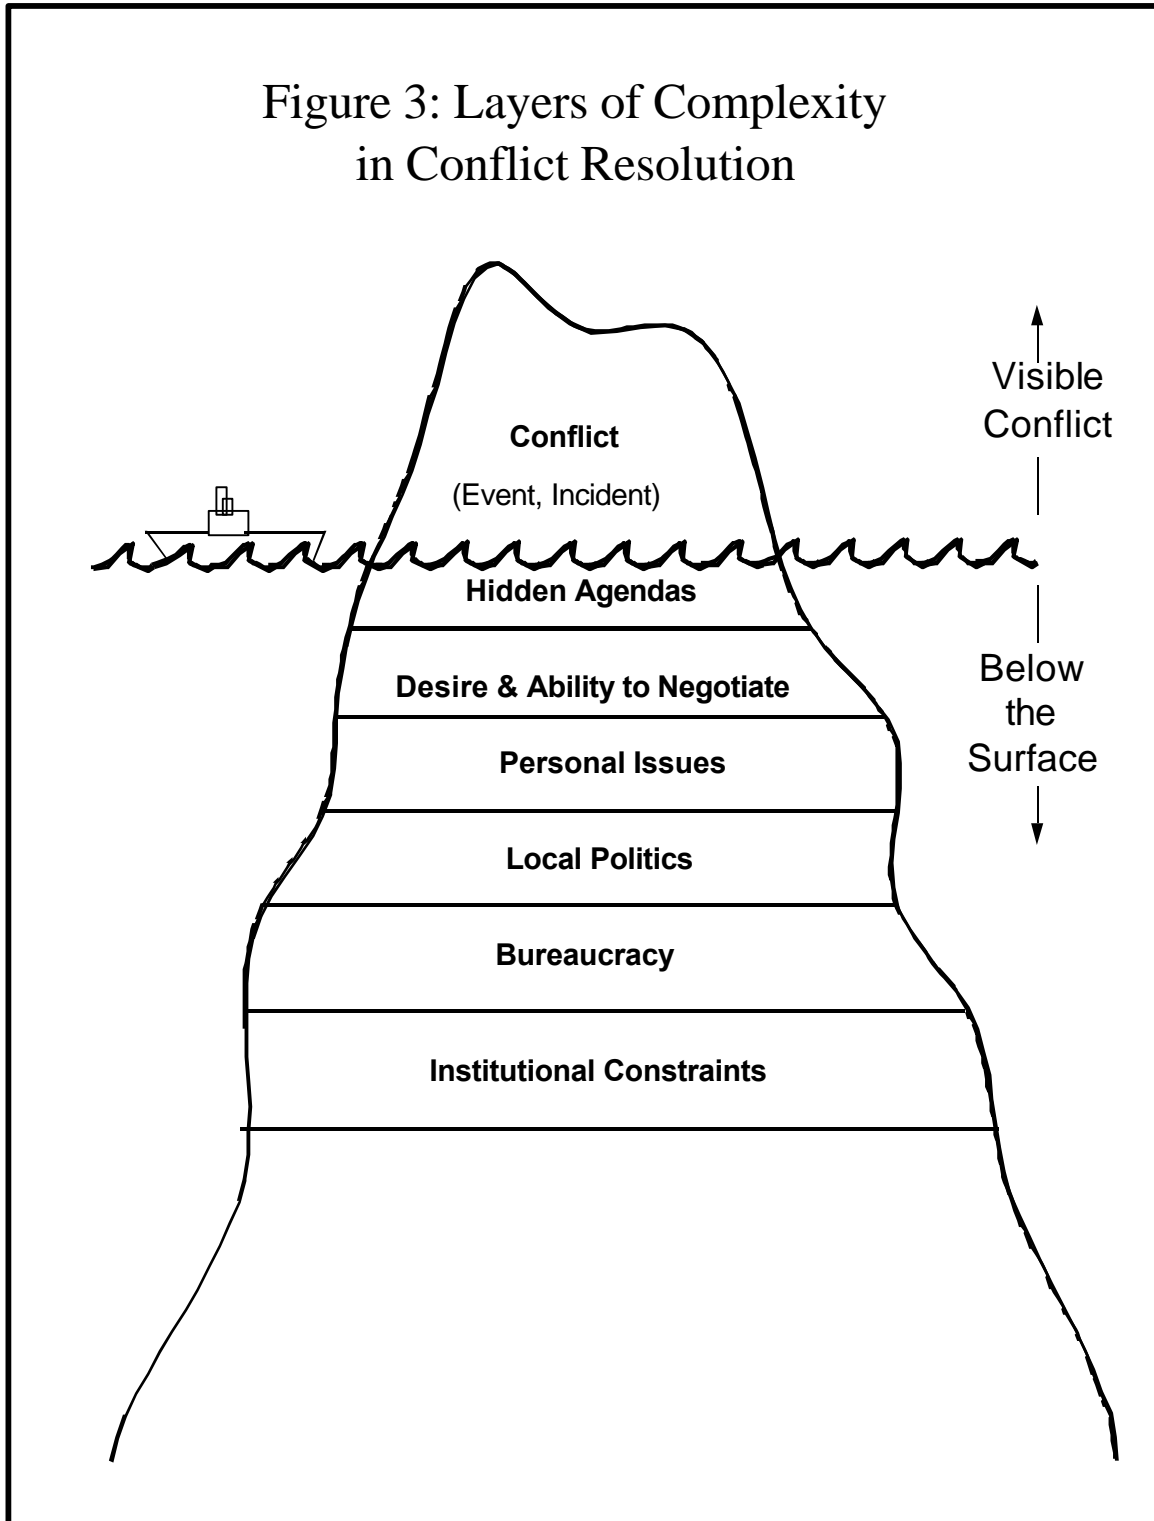 Figure 3: Layers of Complexity
in Conflict Resolution
Visible
Conflict
Conflict
(Event, Incident)
Hidden Agendas
Below
the
Surface
Desire & Ability to Negotiate
Personal Issues
Local Politics
Bureaucracy
Institutional Constraints